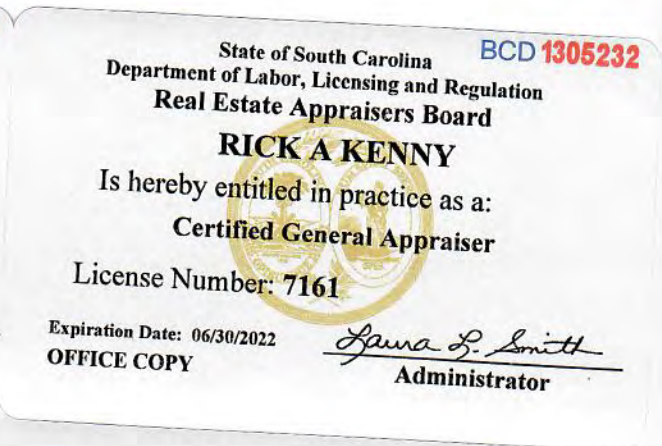 State of South Carolina
BCD 1305232
Department of Labor, Licensing and Regulation
Real Estate Appraisers Board
RICK A KENNY
Is hereby entitled in practice as a:
Certified General Appraiser
License Number: 7161
Expiration Date: 06/30/2022
OFFICE COPY
Laura L. Smith
Administrator